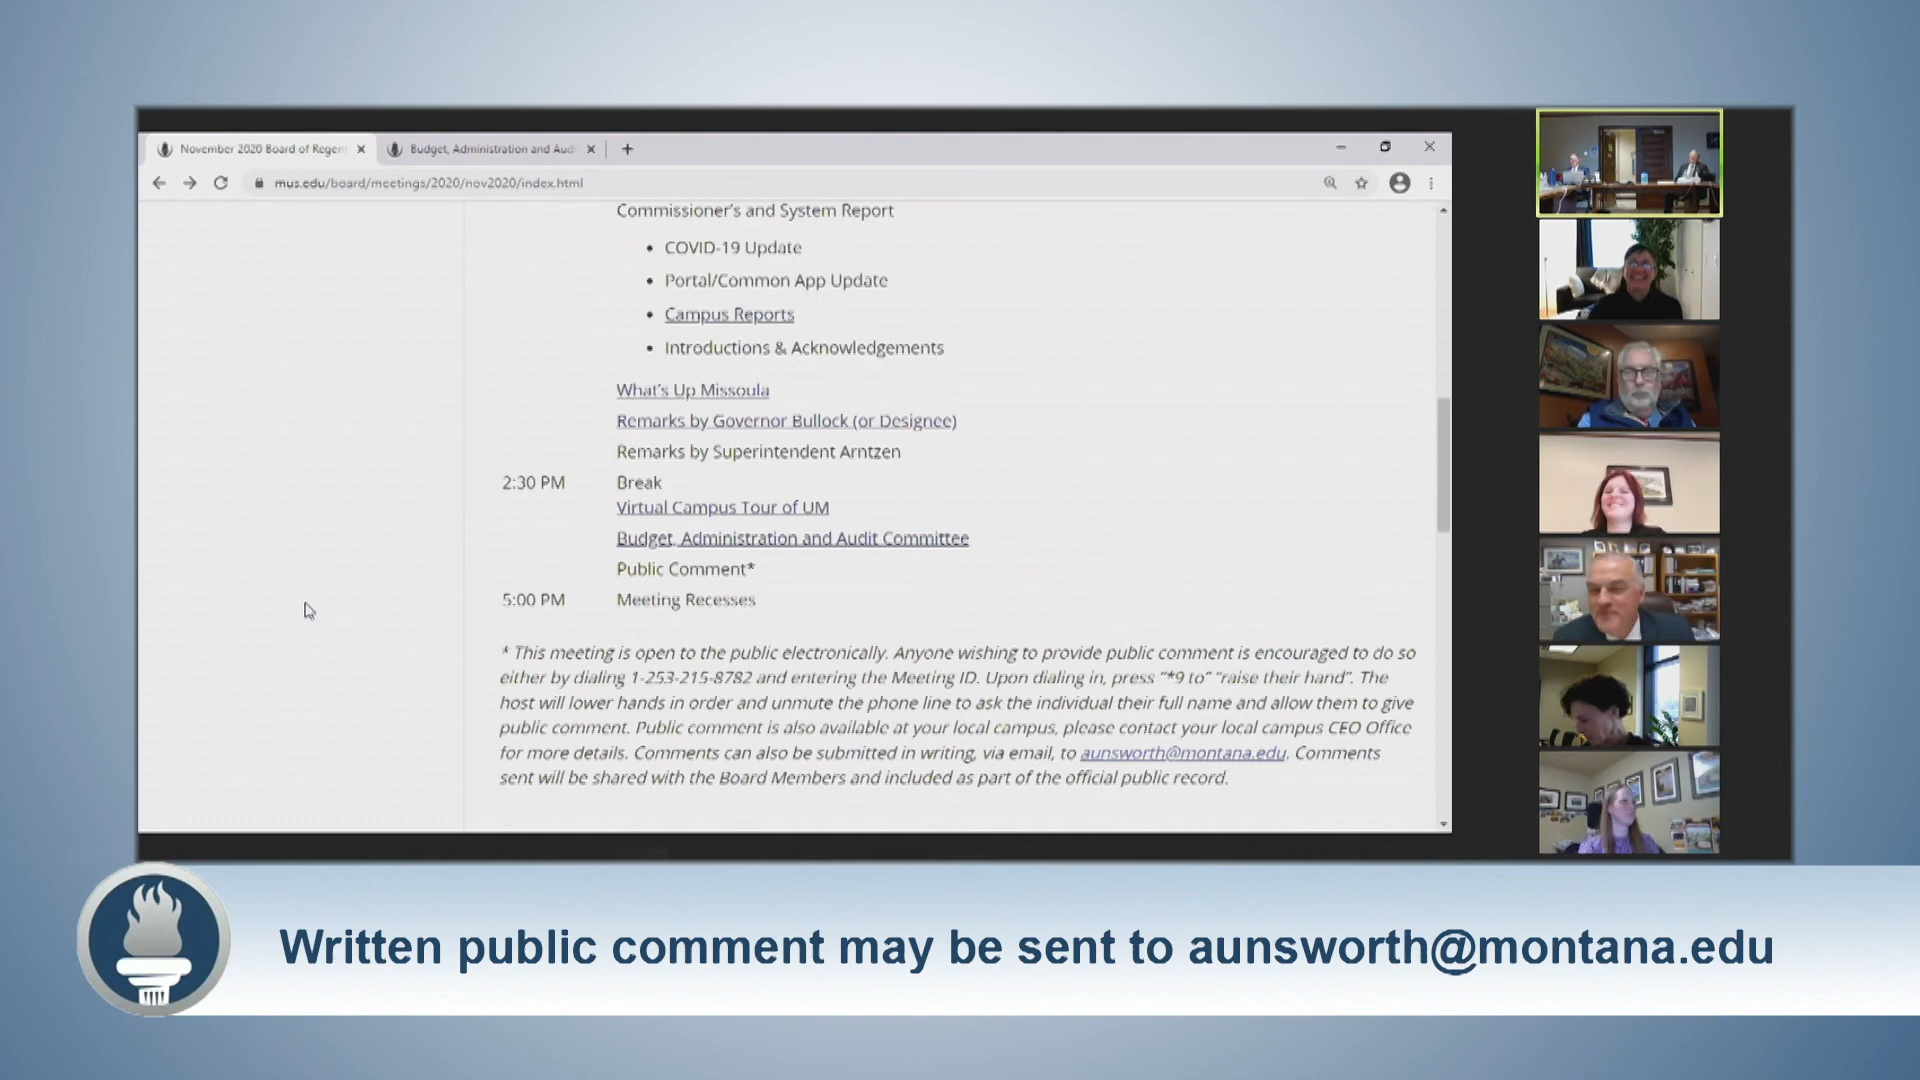 November 2020 Board of Regent
Budget, Administration and Aud
mus.edu/board/meetings/2020/nov2020/index.html
Commissioner's and System Report
• COVID-19 Update
• Portal/Common App Update
• Campus Reports
• Introductions & Acknowledgements
What's Up Missoula
Remarks by Governor Bullock (or Designee)
Remarks by Superintendent Arntzen
2:30 PM Break
Virtual Campus Tour of UM
Budget, Administration and Audit Committee
Public Comment*
5:00 PM Meeting Recesses
* This meeting is open to the public electronically. Anyone wishing to provide public comment is encouraged to do so
either by dialing 1-253-215-8782 and entering the Meeting ID. Upon dialing in, press "*9 to" "raise their hand". The
host will lower hands in order and unmute the phone line to ask the individual their full name and allow them to give
public comment. Public comment is also available at your local campus, please contact your local campus CEO Office
for more details. Comments can also be submitted in writing, via email, to aunsworth@montana.edu. Comments
sent will be shared with the Board Members and included as part of the official public record.
Written public comment may be sent to aunsworth@montana.edu